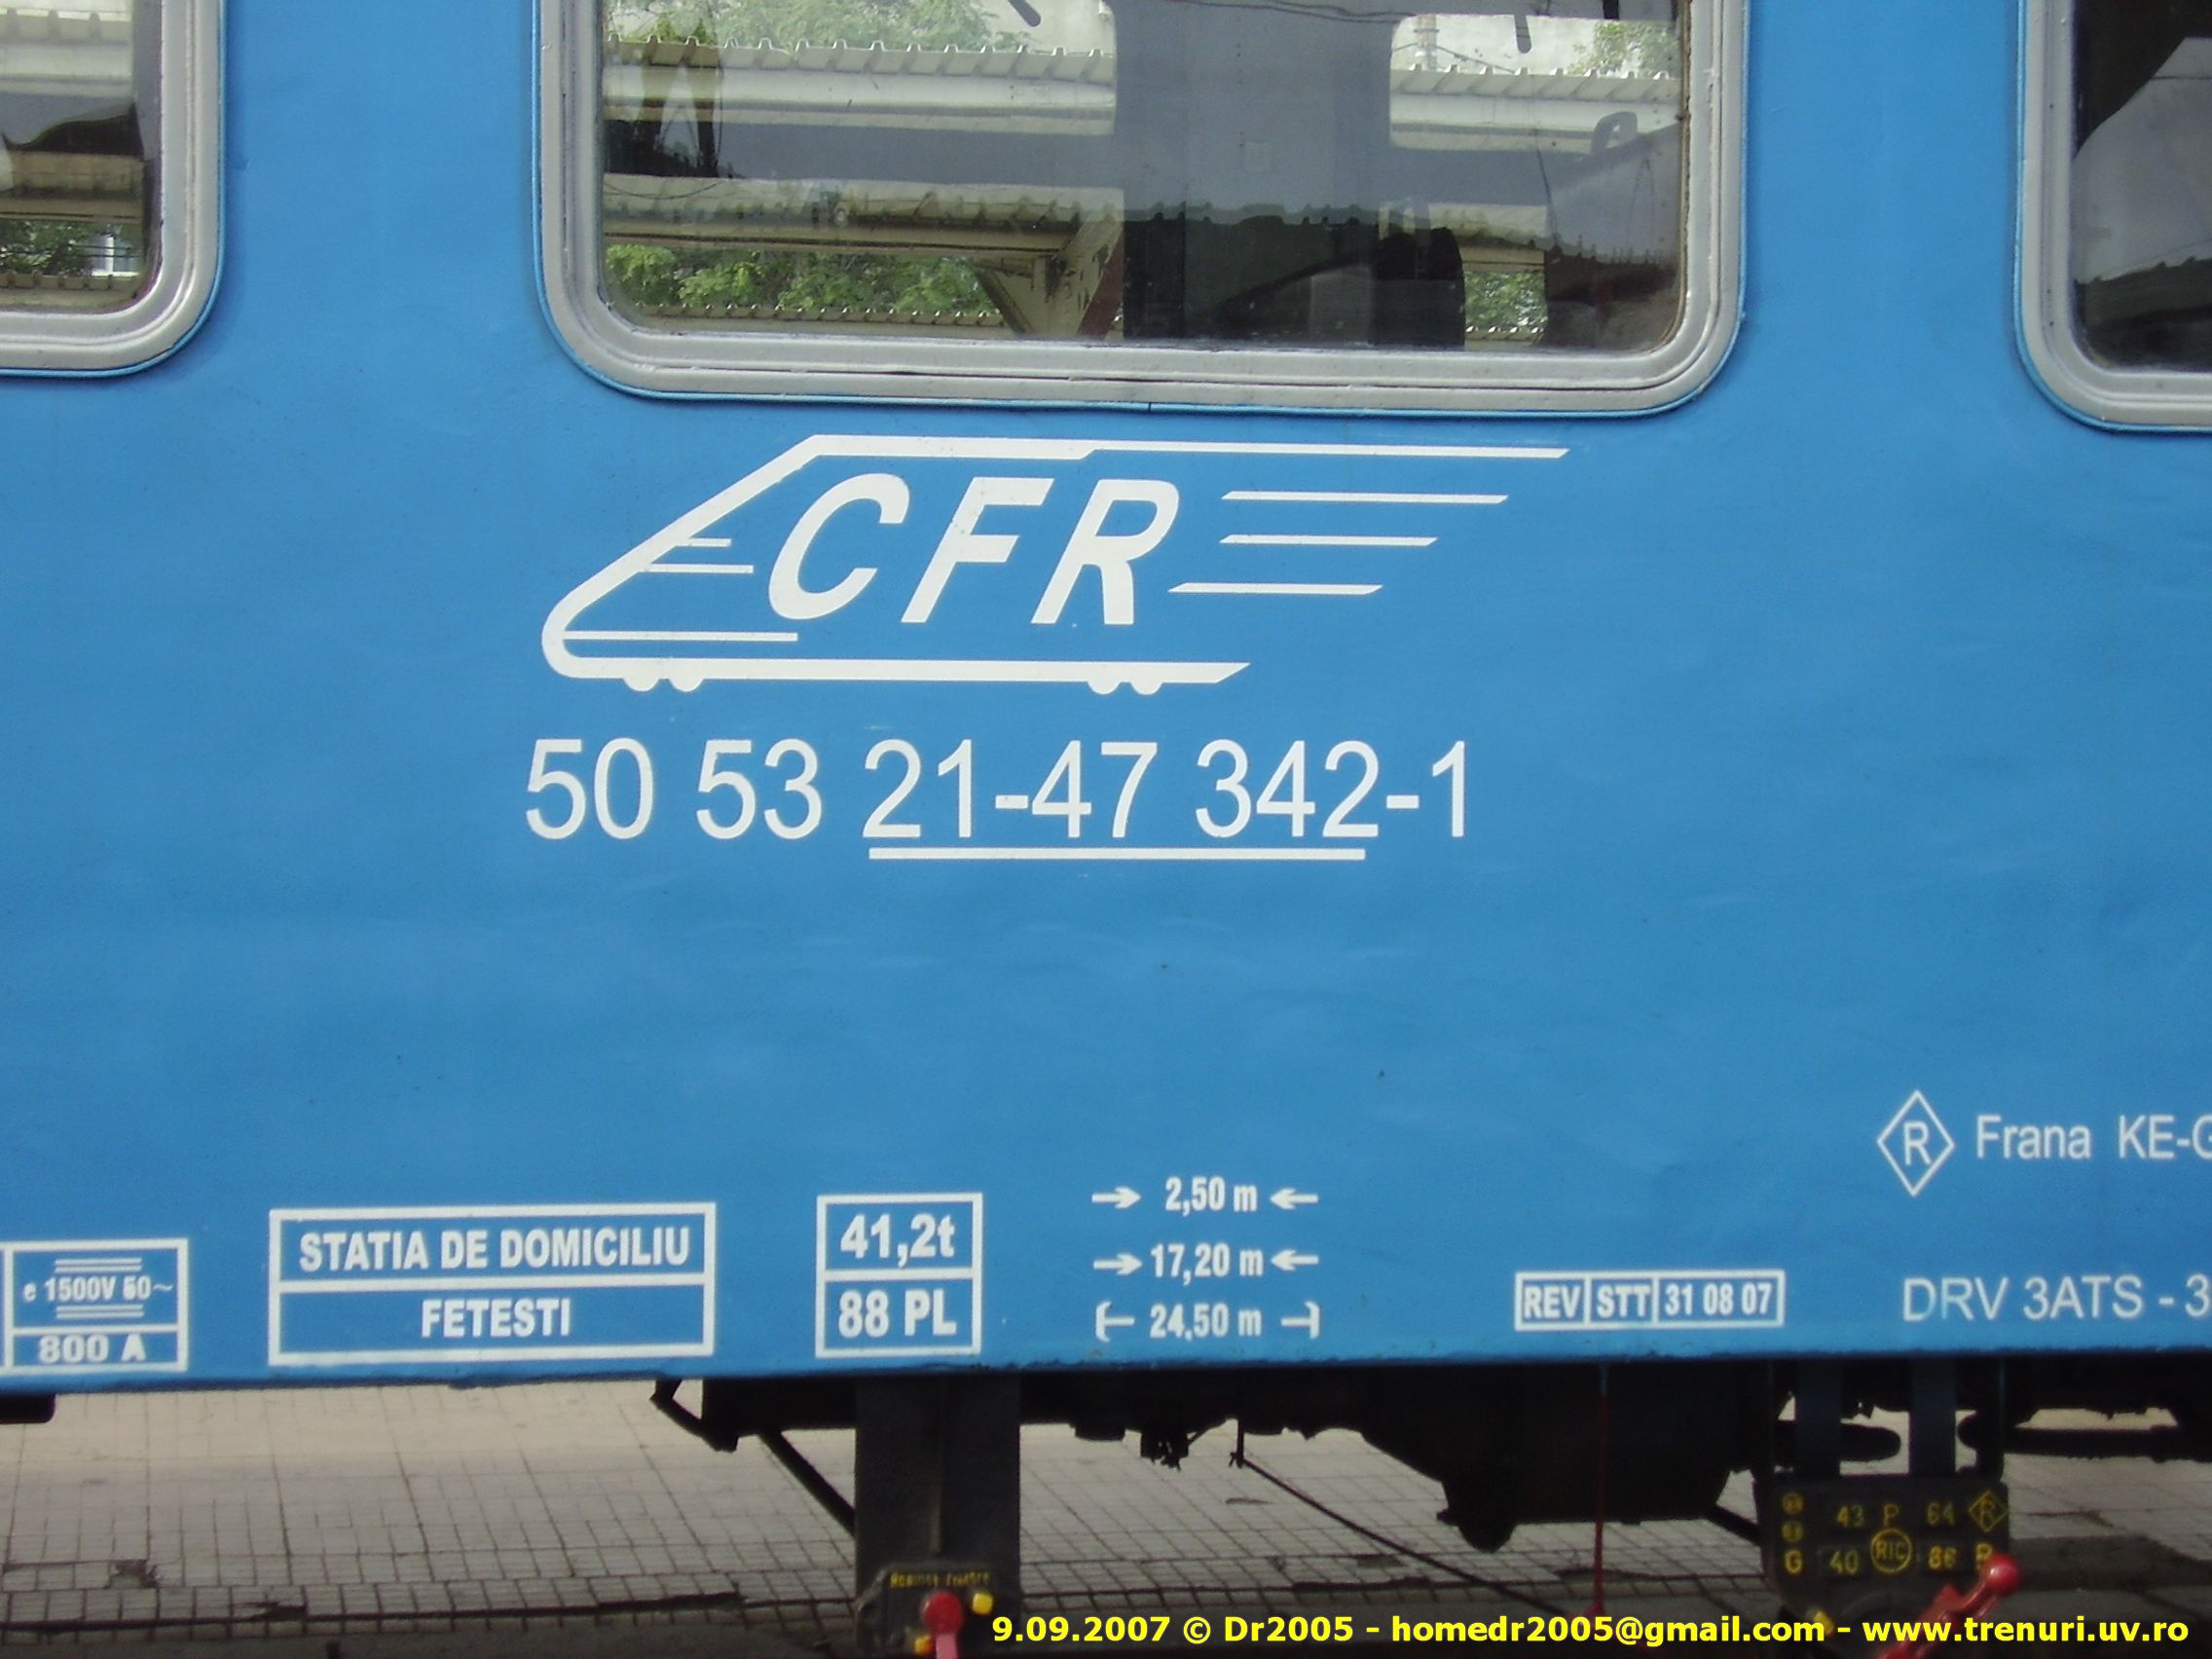 CFR
50 53 21-47 342-1
R Frana KE-G
e 1500V 50~
800 A
STATIA DE DOMICILIU
FETESTI
41,2t
88 PL
2,50 m
17,20 m
24,50 m
REV STT 31 08 07
DRV 3ATS - 3
43 P 64 R
G 40 RIC 86 R
9.09.2007 © Dr2005 - homedr2005@gmail.com - www.trenuri.uv.ro